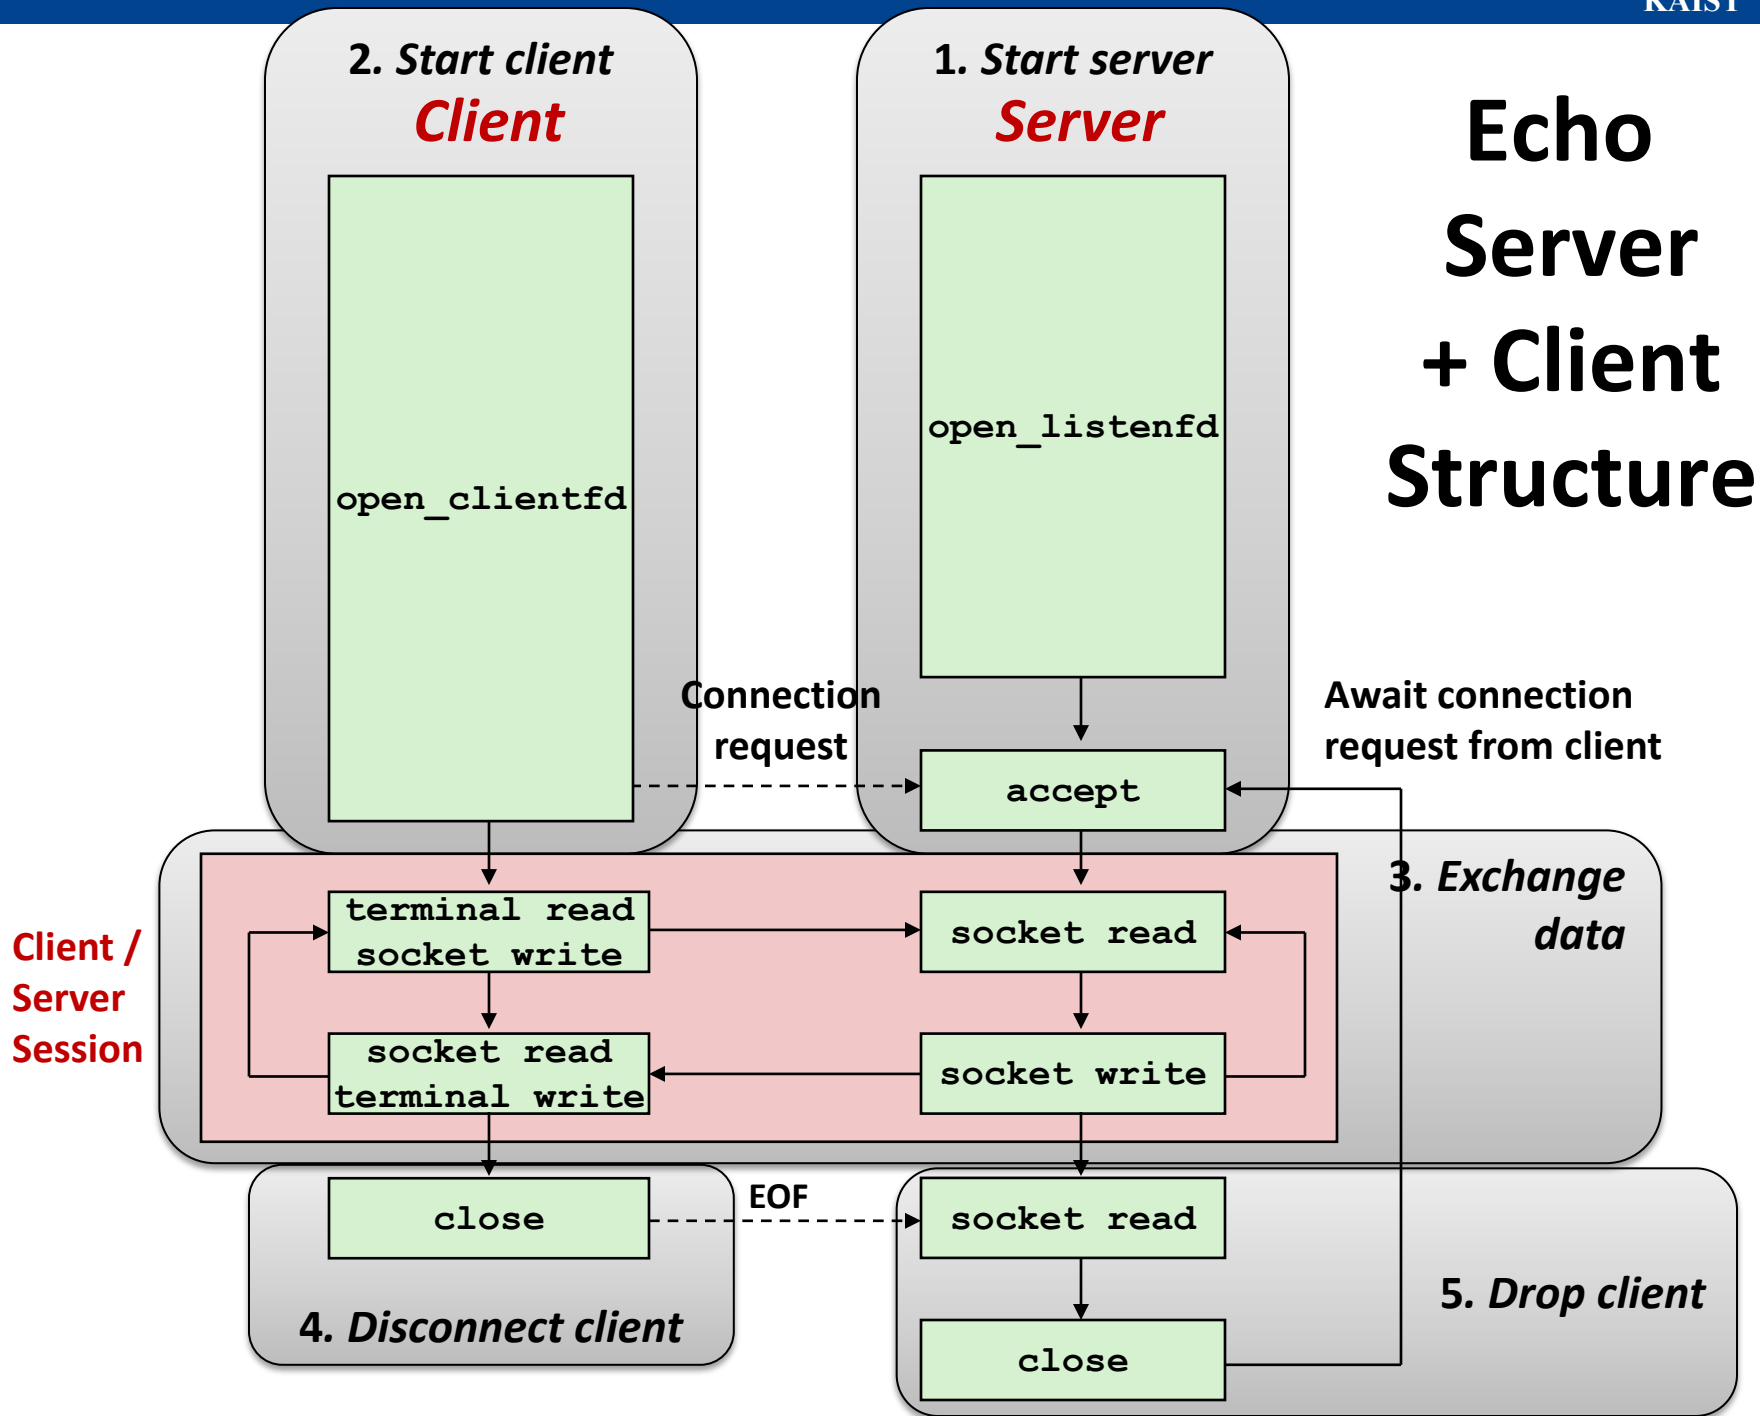 KAIST
2. Start client
Client
1. Start server
Server
Echo
Server
+ Client
Structure
open_clientfd
open_listenfd
Connection
request
Await connection
request from client
accept
3. Exchange
data
Client /
Server
Session
terminal read
socket write
socket read
socket read
terminal write
socket write
close
EOF
socket read
4. Disconnect client
5. Drop client
close